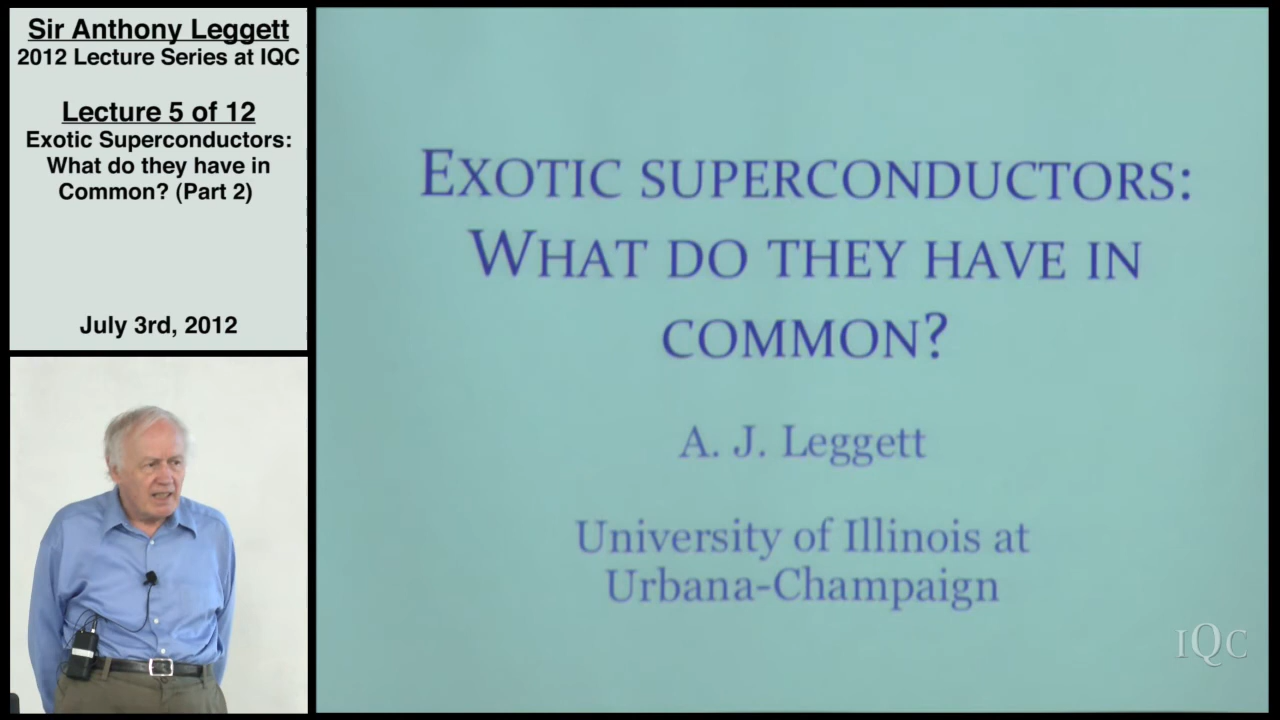 Sir Anthony Leggett
2012 Lecture Series at IQC
Lecture 5 of 12
Exotic Superconductors:
What do they have in
Common? (Part 2)
July 3rd, 2012
EXOTIC SUPERCONDUCTORS:
WHAT DO THEY HAVE IN
COMMON?
A. J. Leggett
University of Illinois at
Urbana-Champaign
IQC